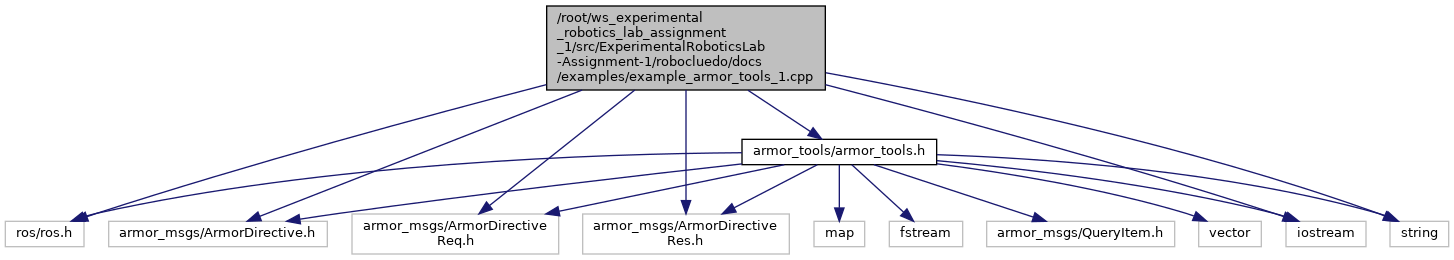 /root/ws_experimental
_robotics_lab_assignment
_1/src/ExperimentalRoboticsLab
-Assignment-1/robocluedo/docs
/examples/example_armor_tools_1.cpp
armor_tools/armor_tools.h
ros/ros.h
armor_msgs/ArmorDirective.h
armor_msgs/ArmorDirective
Req.h
armor_msgs/ArmorDirective
Res.h
map
fstream
armor_msgs/QueryItem.h
vector
iostream
string